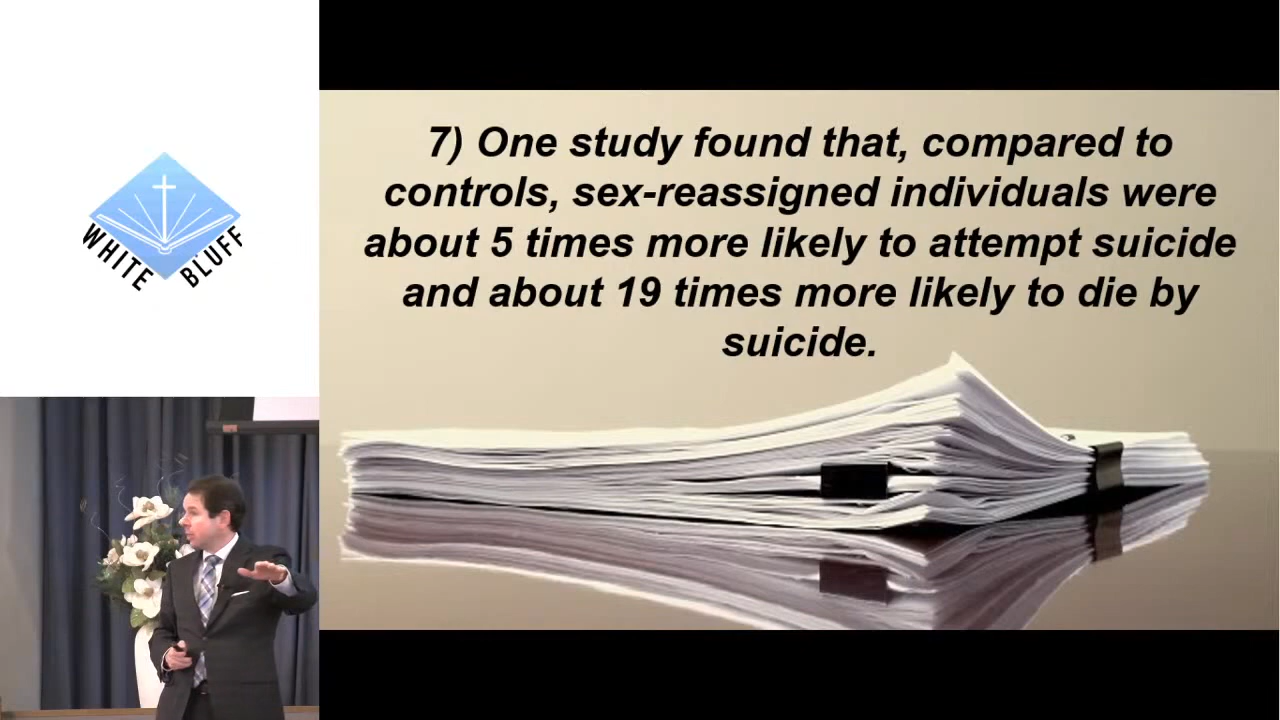 WHITE BLUFF
7) One study found that, compared to
controls, sex-reassigned individuals were
about 5 times more likely to attempt suicide
and about 19 times more likely to die by
suicide.